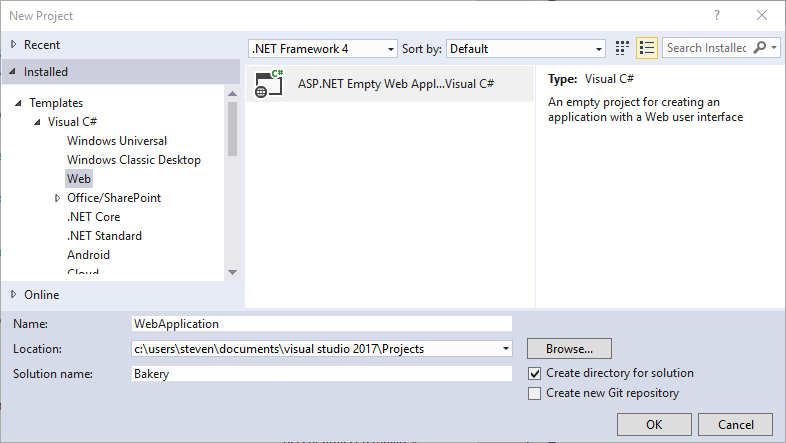 New Project
Recent
.NET Framework 4 Sort by: Default Search Installed
Installed
Templates
Visual C#
Windows Universal
Windows Classic Desktop
Web
Office/SharePoint
.NET Core
.NET Standard
Android
Cloud
Online
C#
ASP.NET Empty Web Appl...Visual C#
Type: Visual C#
An empty project for creating an
application with a Web user interface
Name: WebApplication
Location: c:\users\steven\documents\visual studio 2017\Projects Browse...
Solution name: Bakery
Create directory for solution
Create new Git repository
OK Cancel